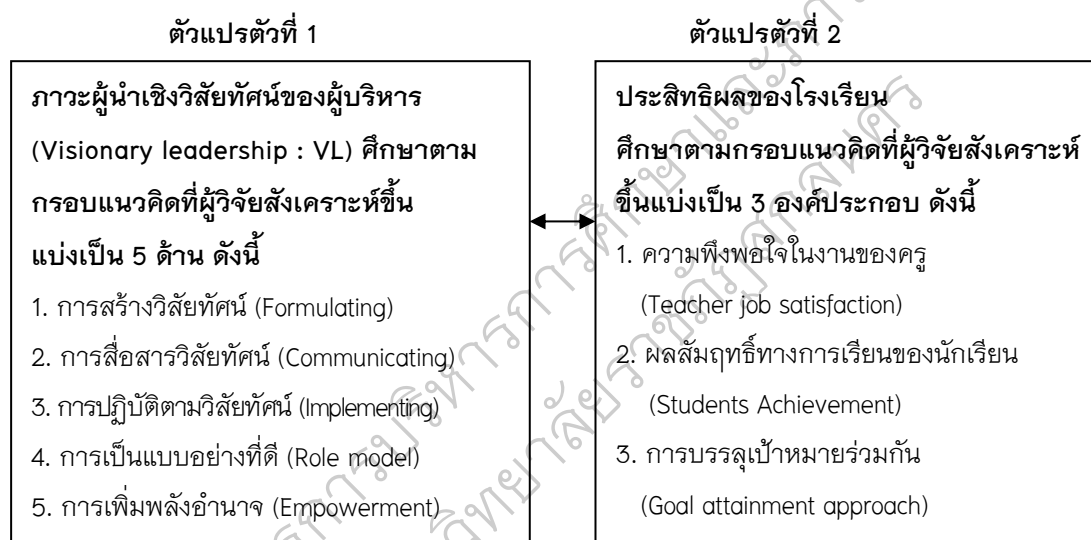 ตัวแปรตัวที่ 1
ภาวะผู้นำเชิงวิสัยทัศน์ของผู้บริหาร
(Visionary leadership : VL) ศึกษาตาม
กรอบแนวคิดที่ผู้วิจัยสังเคราะห์ขึ้น
แบ่งเป็น 5 ด้าน ดังนี้
1. การสร้างวิสัยทัศน์ (Formulating)
2. การสื่อสารวิสัยทัศน์ (Communicating)
3. การปฏิบัติตามวิสัยทัศน์ (Implementing)
4. การเป็นแบบอย่างที่ดี (Role model)
5. การเพิ่มพลังอำนาจ (Empowerment)
ตัวแปรตัวที่ 2
ประสิทธิผลของโรงเรียน
ศึกษาตามกรอบแนวคิดที่ผู้วิจัยสังเคราะห์
ขึ้นแบ่งเป็น 3 องค์ประกอบ ดังนี้
1. ความพึงพอใจในงานของครู
(Teacher job satisfaction)
2. ผลสัมฤทธิ์ทางการเรียนของนักเรียน
(Students Achievement)
3. การบรรลุเป้าหมายร่วมกัน
(Goal attainment approach)